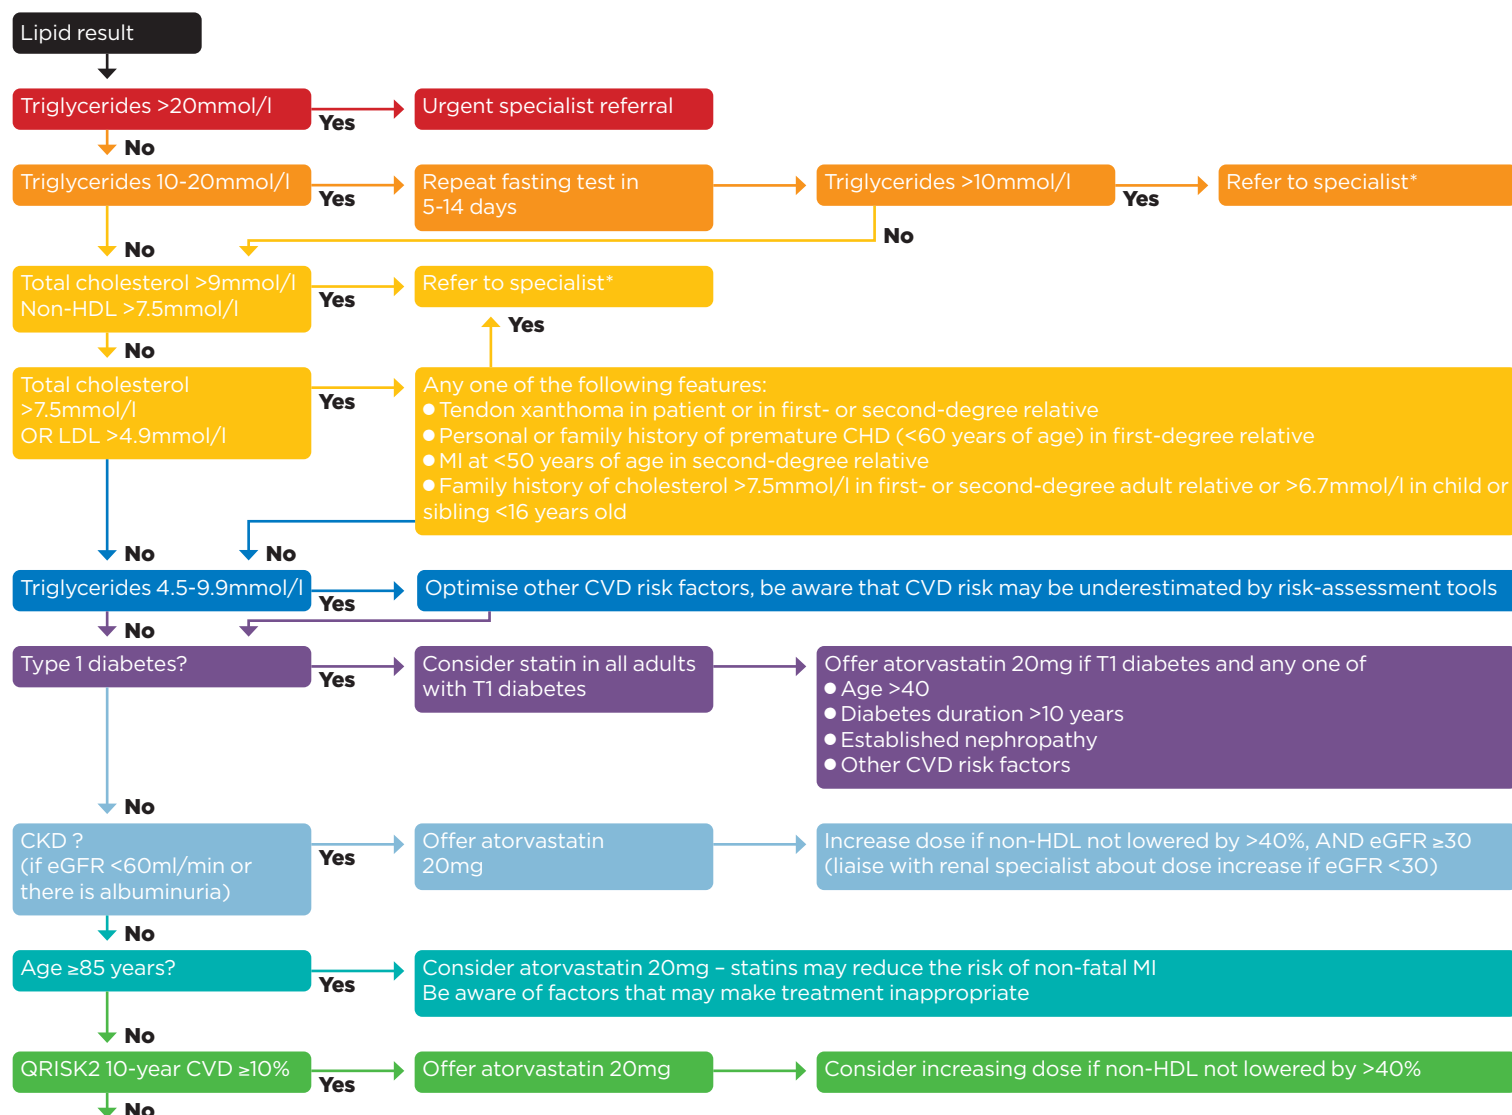 Lipid result
Triglycerides >20mmol/l
Yes
Urgent specialist referral
No
Triglycerides 10-20mmol/l
Yes
Repeat fasting test in
5-14 days
Triglycerides >10mmol/l
Yes
Refer to specialist*
No
No
Total cholesterol >9mmol/l
Non-HDL >7.5mmol/l
Yes
Refer to specialist*
Yes
No
Total cholesterol
>7.5mmol/l
OR LDL >4.9mmol/l
Yes
Any one of the following features:
● Tendon xanthoma in patient or in first- or second-degree relative
● Personal or family history of premature CHD (<60 years of age) in first-degree relative
● MI at <50 years of age in second-degree relative
● Family history of cholesterol >7.5mmol/l in first- or second-degree adult relative or >6.7mmol/l in child or
sibling <16 years old
No
No
Triglycerides 4.5-9.9mmol/l
Yes
Optimise other CVD risk factors, be aware that CVD risk may be underestimated by risk-assessment tools
No
Type 1 diabetes?
Yes
Consider statin in all adults
with T1 diabetes
Offer atorvastatin 20mg if T1 diabetes and any one of
● Age >40
● Diabetes duration >10 years
● Established nephropathy
● Other CVD risk factors
No
CKD ?
(if eGFR <60ml/min or
there is albuminuria)
Yes
Offer atorvastatin
20mg
Increase dose if non-HDL not lowered by >40%, AND eGFR ≥30
(liaise with renal specialist about dose increase if eGFR <30)
No
Age ≥85 years?
Yes
Consider atorvastatin 20mg – statins may reduce the risk of non-fatal MI
Be aware of factors that may make treatment inappropriate
No
QRISK2 10-year CVD ≥10%
Yes
Offer atorvastatin 20mg
Consider increasing dose if non-HDL not lowered by >40%
No